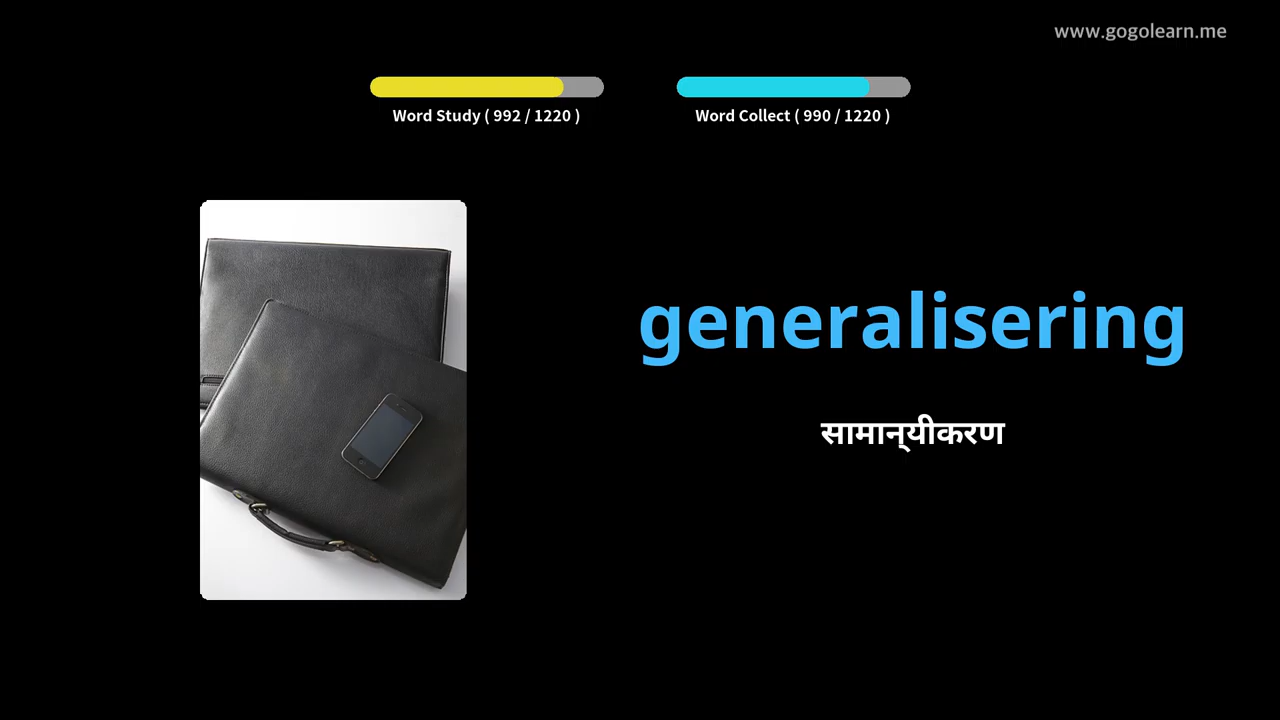 www.gogolearn.me
Word Study ( 992 / 1220 )
Word Collect ( 990 / 1220 )
generalisering
सामान्यीकरण